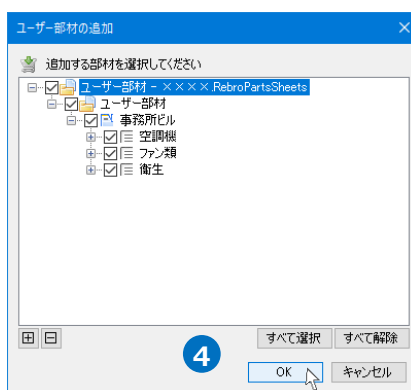 ユーザー部材の追加
追加する部材を選択してください
ユーザー部材 - ××××.RebroPartsSheets
ユーザー部材
事務所ビル
空調機
ファン類
衛生
すべて選択 すべて解除
4
OK キャンセル